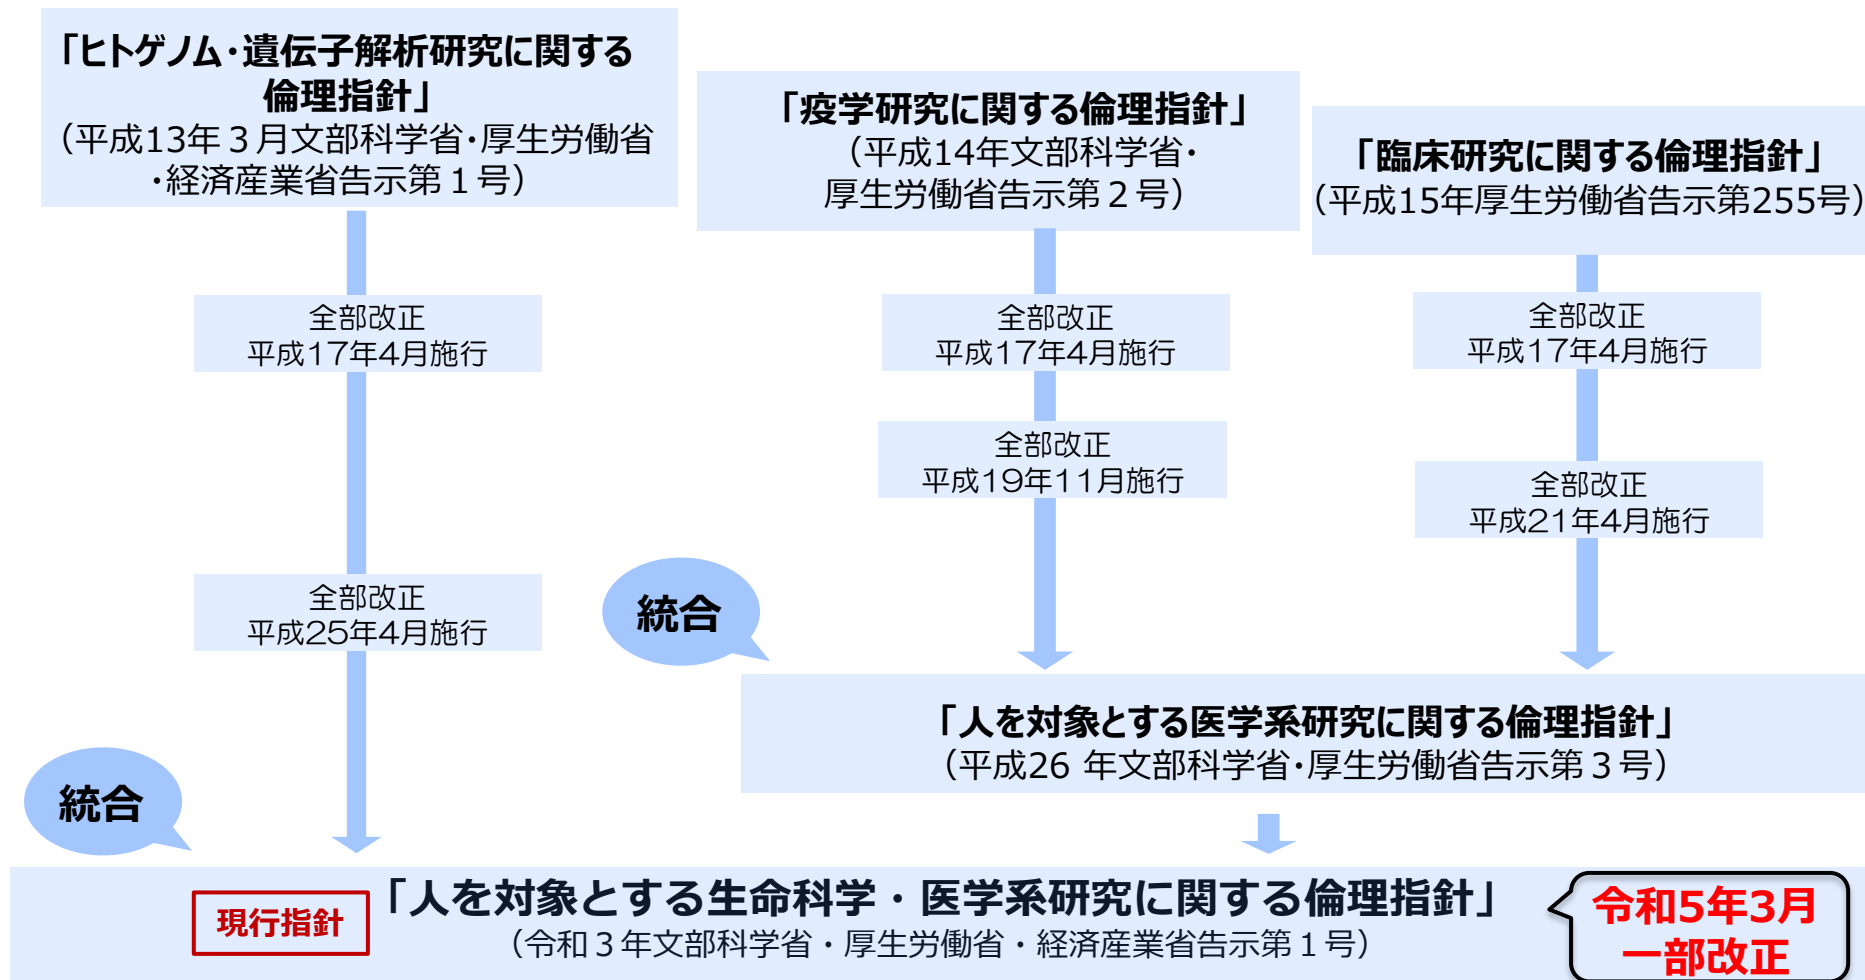 「ヒトゲノム・遺伝子解析研究に関する
倫理指針」
（平成13年３月文部科学省・厚生労働省
・経済産業省告示第１号）
「疫学研究に関する倫理指針」
（平成14年文部科学省・
厚生労働省告示第２号）
「臨床研究に関する倫理指針」
（平成15年厚生労働省告示第255号）
全部改正
平成17年4月施行
全部改正
平成17年4月施行
全部改正
平成17年4月施行
全部改正
平成19年11月施行
全部改正
平成21年4月施行
全部改正
平成25年4月施行
統合
「人を対象とする医学系研究に関する倫理指針」
（平成26 年文部科学省・厚生労働省告示第３号）
統合
現行指針
「人を対象とする生命科学・医学系研究に関する倫理指針」
（令和３年文部科学省・厚生労働省・経済産業省告示第１号）
令和5年3月
一部改正